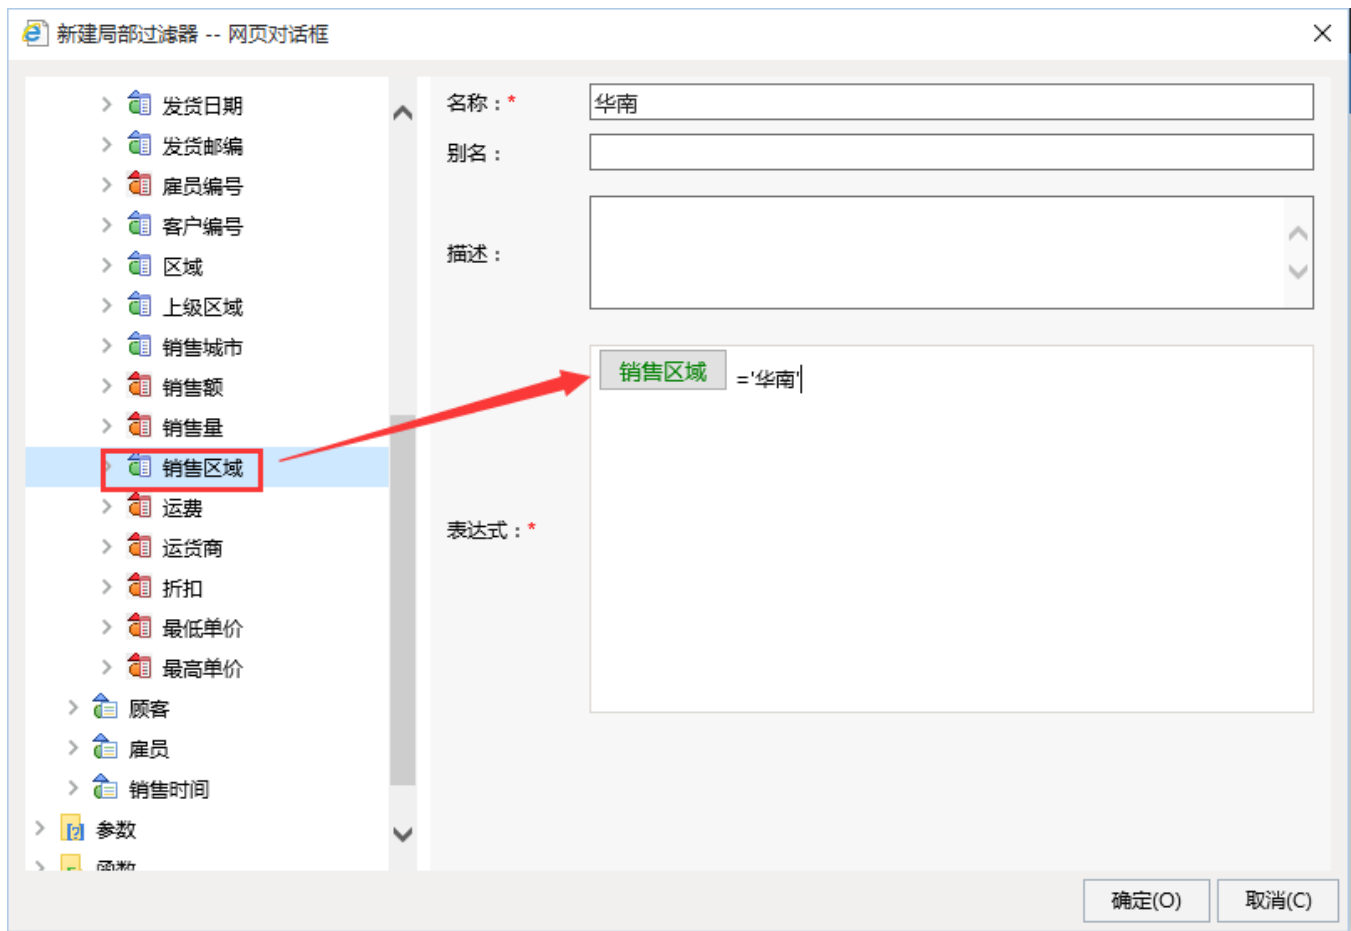 新建局部过滤器 -- 网页对话框
发货日期
发货邮编
雇员编号
客户编号
区域
上级区域
销售城市
销售额
销售量
销售区域
运费
运货商
折扣
最低单价
最高单价
顾客
雇员
销售时间
参数
函数
名称：*
华南
别名：
描述：
表达式：*
销售区域 ='华南'
确定(O)
取消(C)